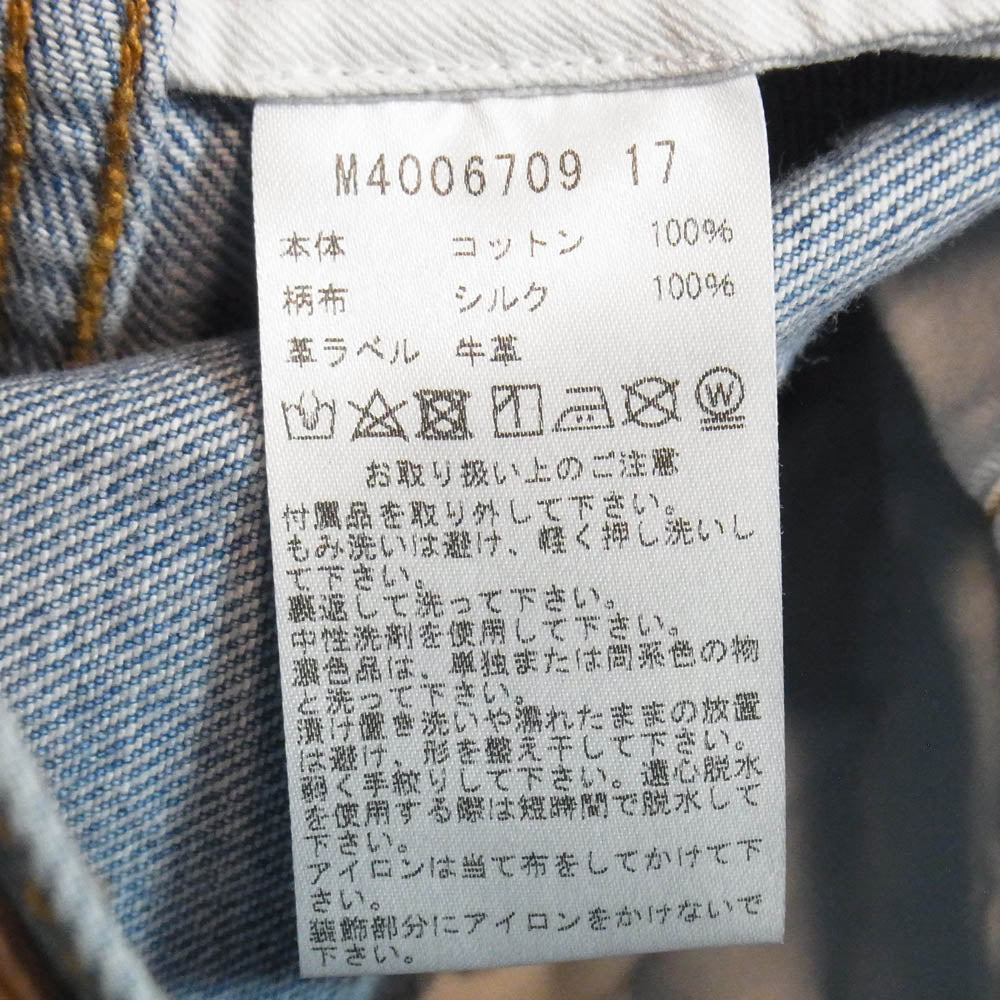 M4006709 17
本体 コットン 100%
柄布 シルク 100%
革ラベル 牛革
W
お取り扱い上のご注意
付属品を取り外して下さい。
もみ洗いは避け、軽く押し洗いし
て下さい。
裏返して洗って下さい。
中性洗剤を使用して下さい。
濃色品は、単独または同系色の物
と洗って下さい。
漬け置き洗いや濡れたままの放置
は避け、形を整え干して下さい。
弱く手絞りして下さい。遠心脱水
を使用する際は短時間で脱水して
下さい。
アイロンは当て布をしてかけて下
さい。
装飾部分にアイロンをかけないで
下さい。